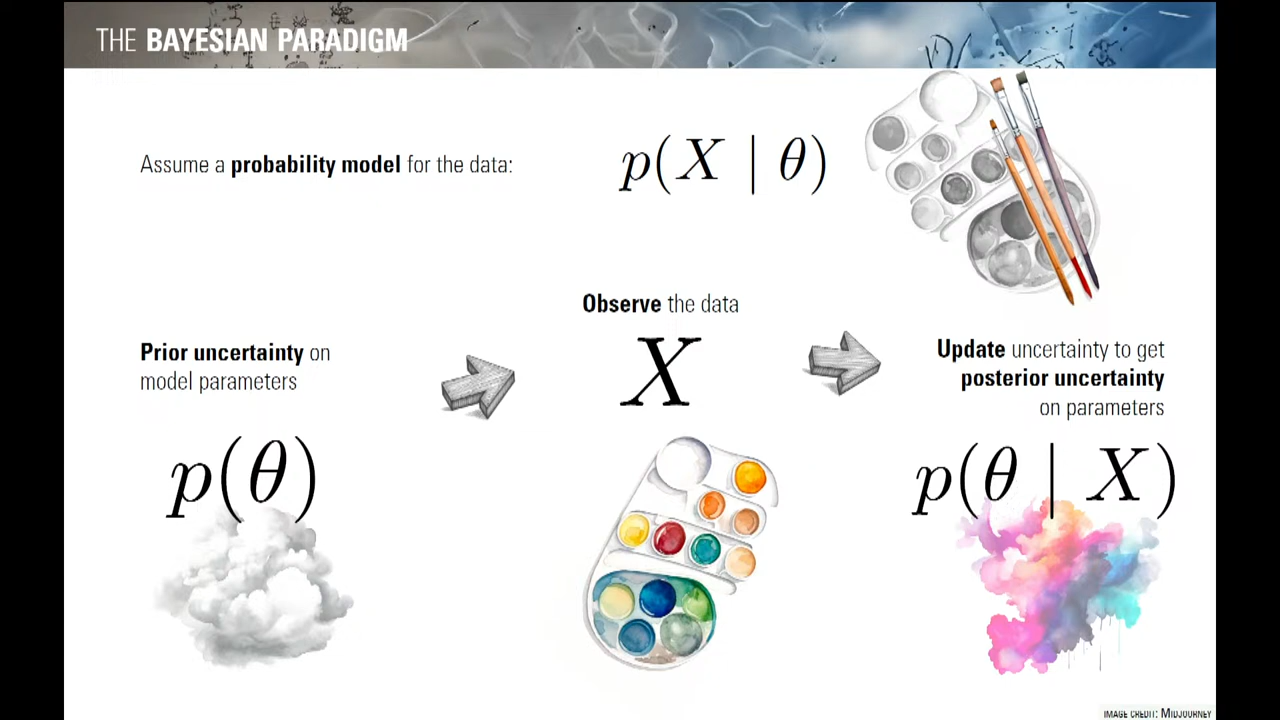 THE BAYESIAN PARADIGM
Assume a probability model for the data:
p(X | θ)
Observe the data
X
Prior uncertainty on
model parameters
p(θ)
Update uncertainty to get
posterior uncertainty
on parameters
p(θ | X)
IMAGE CREDIT: MIDJOURNEY